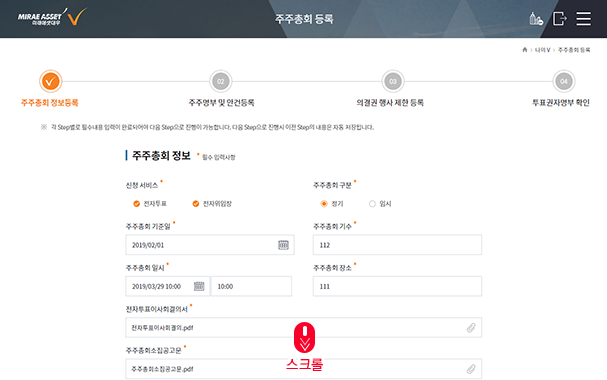 MIRAE ASSET
미래에셋대우
주주총회 등록
나의 V > 주주총회 등록
02
03
04
주주총회 정보등록
주주명부 및 안건등록
의결권 행사 제한 등록
투표권자명부 확인
※ 각 Step별로 필수내용 입력이 완료되어야 다음 Step으로 진행이 가능합니다. 다음 Step으로 진행시 이전 Step의 내용은 자동 저장됩니다.
주주총회 정보 * 필수 입력사항
신청 서비스 *
주주총회 구분 *
전자투표
전자위임장
정기
임시
주주총회 기준일 *
주주총회 기수 *
2019/02/01
112
주주총회 일시 *
주주총회 장소 *
2019/03/29 10:00
10:00
111
전자투표이사회결의서 *
전자투표이사회결의.pdf
주주총회소집공고문 *
주주총회소집공고문.pdf
스크롤